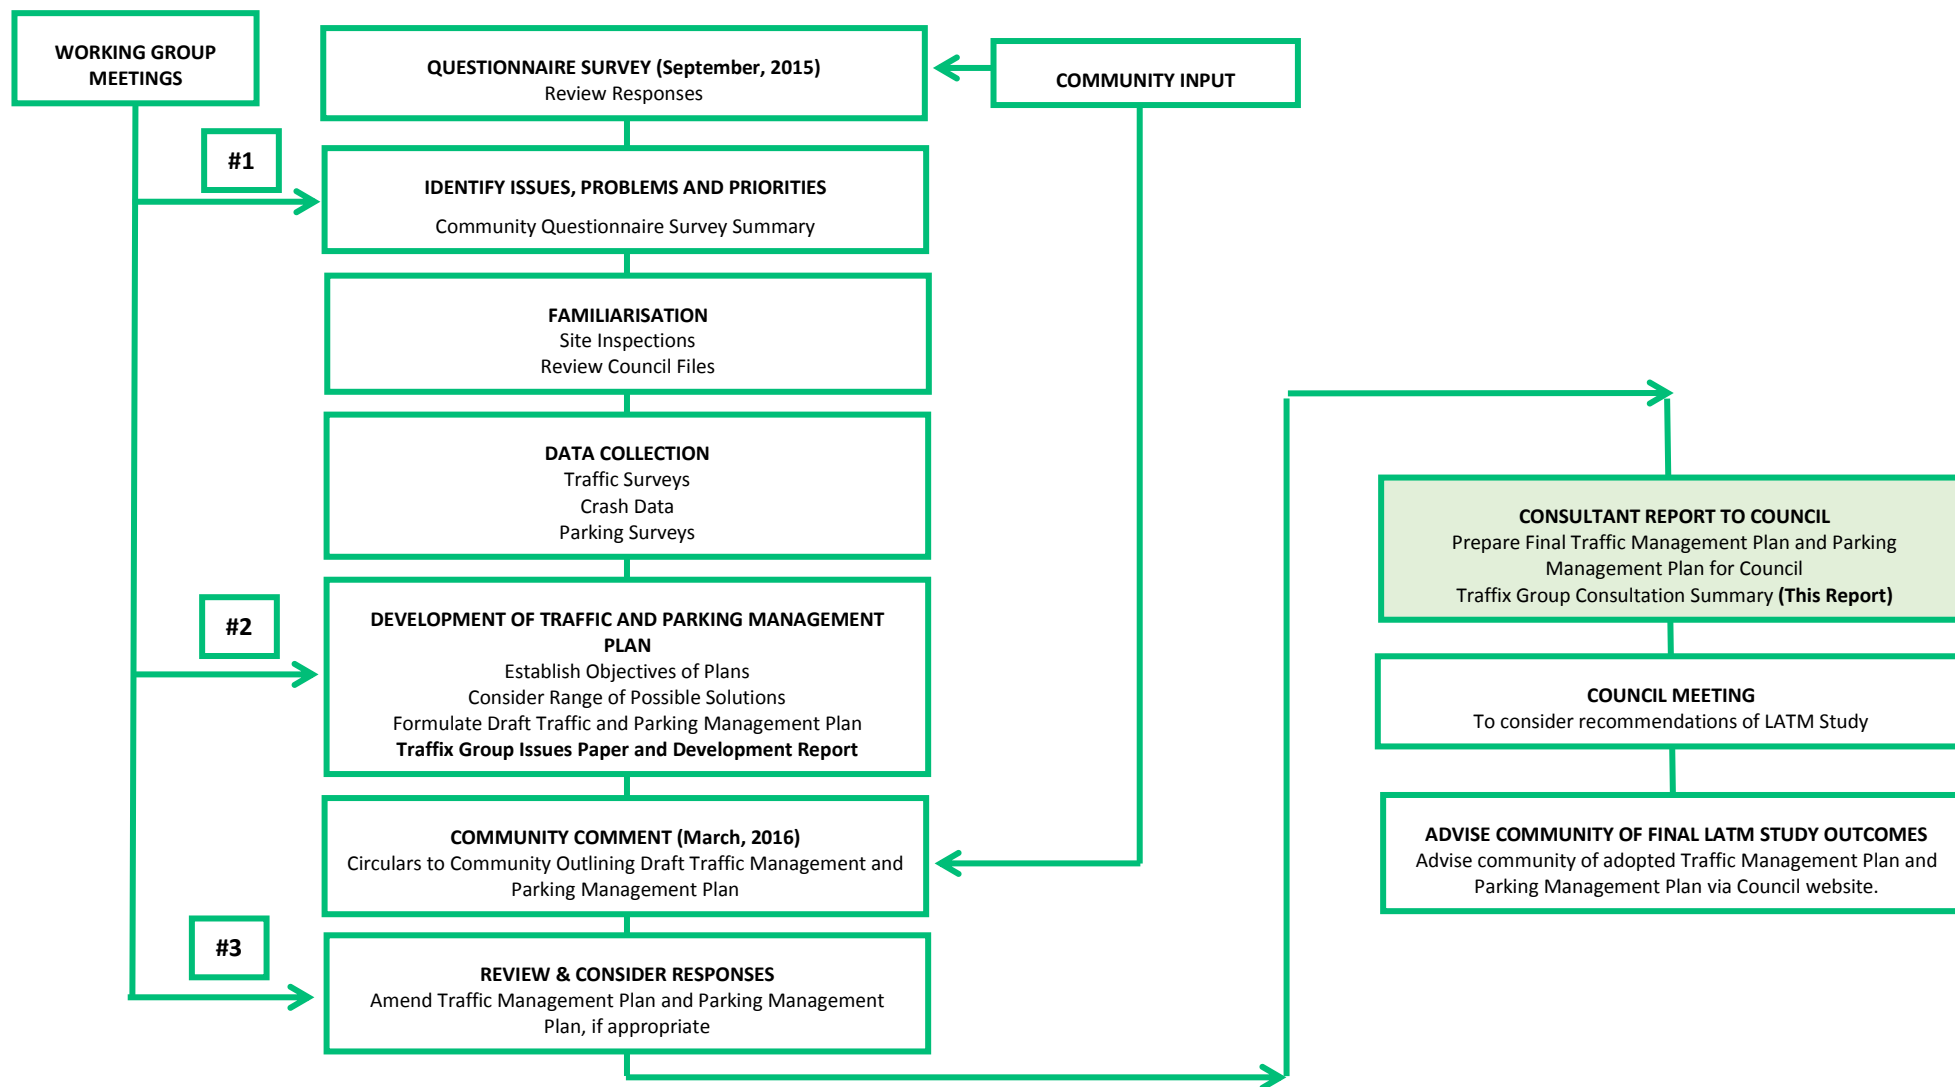 WORKING GROUP
MEETINGS
QUESTIONNAIRE SURVEY (September, 2015)
Review Responses
COMMUNITY INPUT
#1
IDENTIFY ISSUES, PROBLEMS AND PRIORITIES
Community Questionnaire Survey Summary
FAMILIARISATION
Site Inspections
Review Council Files
DATA COLLECTION
Traffic Surveys
Crash Data
Parking Surveys
#2
DEVELOPMENT OF TRAFFIC AND PARKING MANAGEMENT
PLAN
Establish Objectives of Plans
Consider Range of Possible Solutions
Formulate Draft Traffic and Parking Management Plan
Traffix Group Issues Paper and Development Report
COMMUNITY COMMENT (March, 2016)
Circulars to Community Outlining Draft Traffic Management and
Parking Management Plan
#3
REVIEW & CONSIDER RESPONSES
Amend Traffic Management Plan and Parking Management
Plan, if appropriate
CONSULTANT REPORT TO COUNCIL
Prepare Final Traffic Management Plan and Parking
Management Plan for Council
Traffix Group Consultation Summary (This Report)
COUNCIL MEETING
To consider recommendations of LATM Study
ADVISE COMMUNITY OF FINAL LATM STUDY OUTCOMES
Advise community of adopted Traffic Management Plan and
Parking Management Plan via Council website.